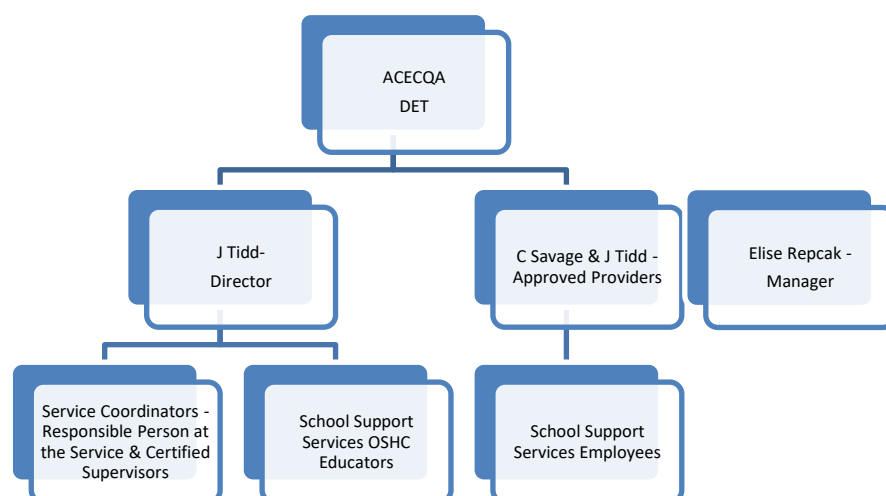 ACECQA
DET
J Tidd-
Director
C Savage & J Tidd -
Approved Providers
Elise Repcak -
Manager
Service Coordinators -
Responsible Person at
the Service & Certified
Supervisors
School Support
Services OSHC
Educators
School Support
Services Employees